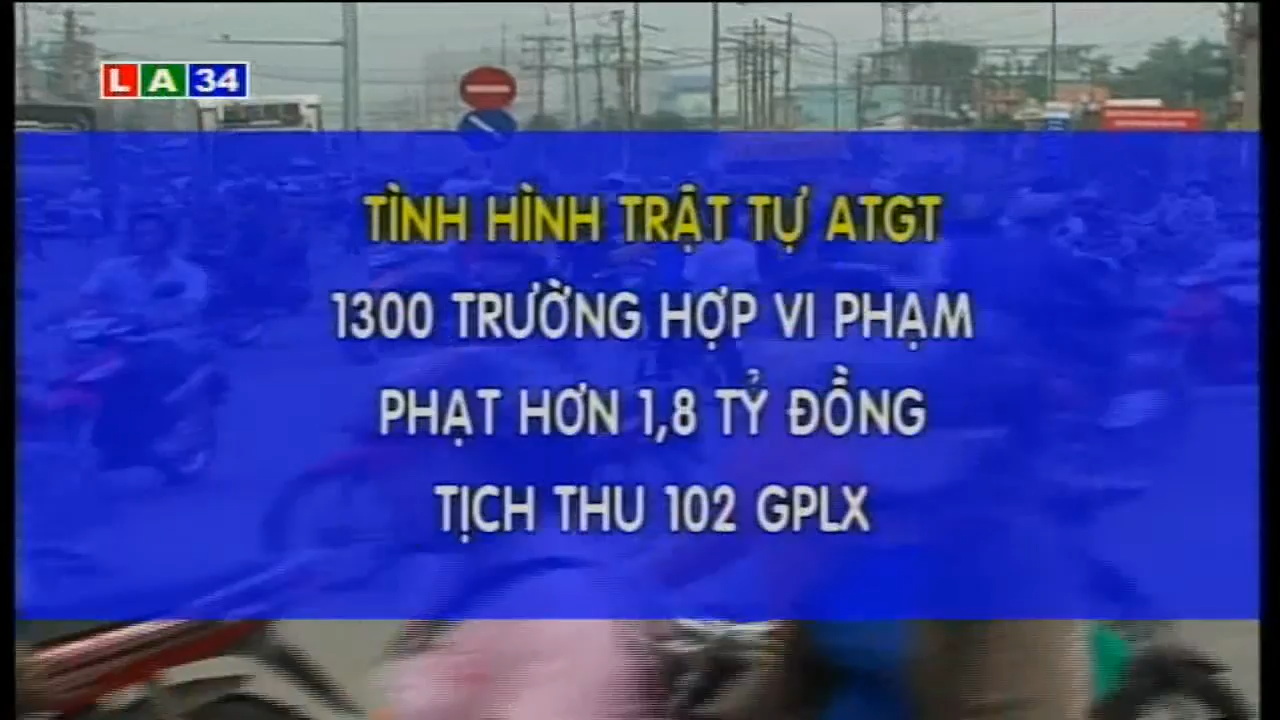 LA34
TÌNH HÌNH TRẬT TỰ ATGT
1300 TRƯỜNG HỢP VI PHẠM
PHẠT HƠN 1,8 TỶ ĐỒNG
TỊCH THU 102 GPLX